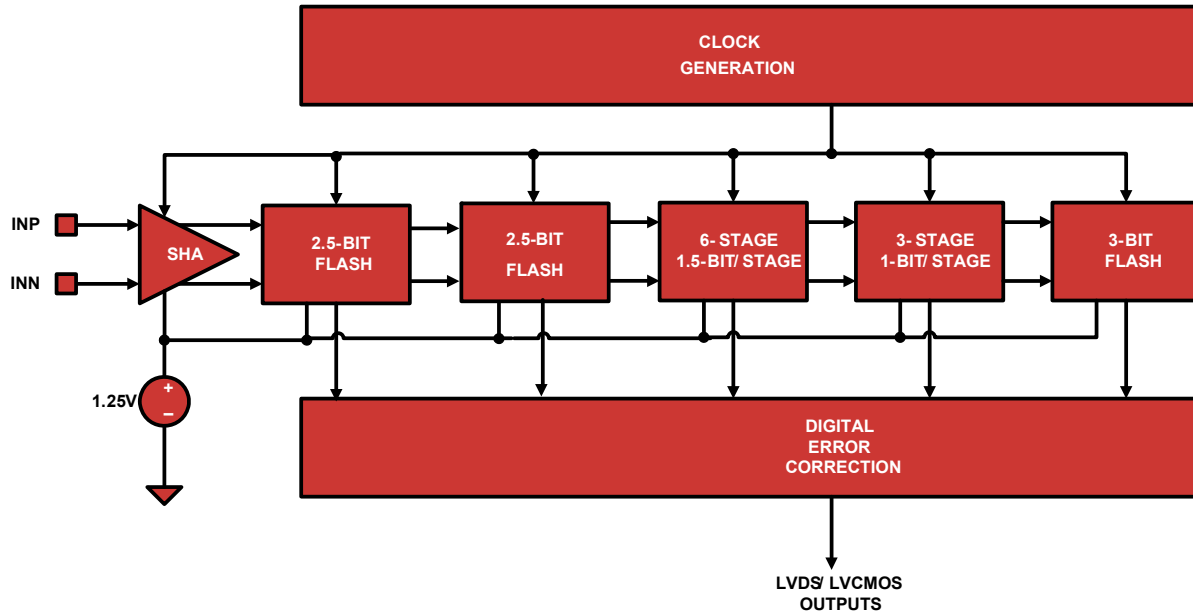 CLOCK
GENERATION
INP
INN
SHA
2.5-BIT
FLASH
2.5-BIT
FLASH
6- STAGE
1.5-BIT/ STAGE
3- STAGE
1-BIT/ STAGE
3-BIT
FLASH
1.25V
+
−
DIGITAL
ERROR
CORRECTION
LVDS/ LVCMOS
OUTPUTS